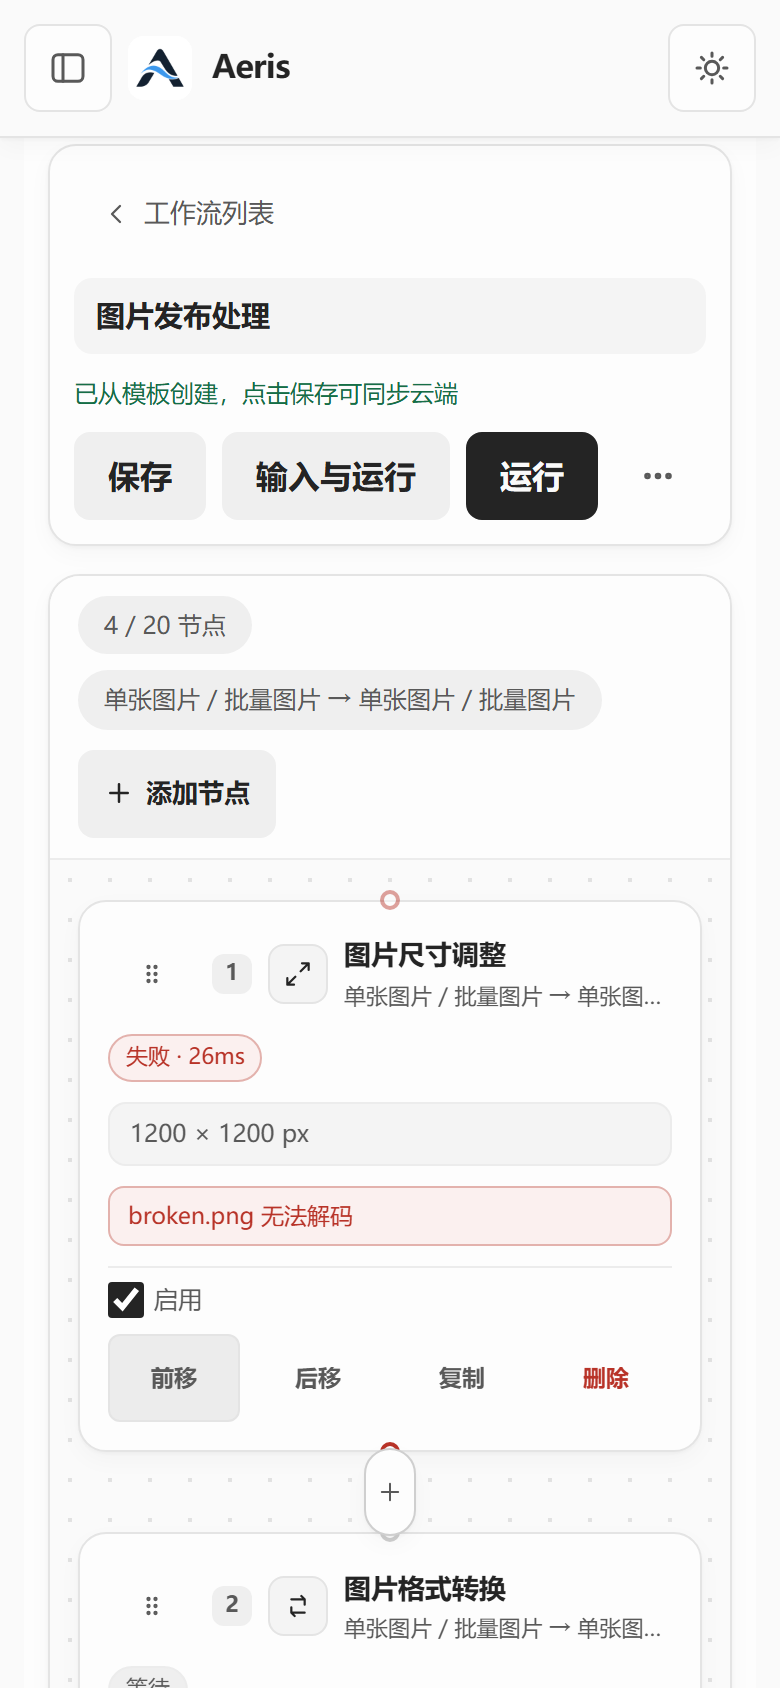 Aeris
工作流列表
图片发布处理
已从模板创建，点击保存可同步云端
保存 输入与运行 运行
4 / 20 节点
单张图片 / 批量图片 → 单张图片 / 批量图片
+ 添加节点
1 图片尺寸调整
单张图片 / 批量图片 → 单张图...
失败 · 26ms
1200 × 1200 px
broken.png 无法解码
启用
前移 后移 复制 删除
2 图片格式转换
单张图片 / 批量图片 → 单张图...
等待